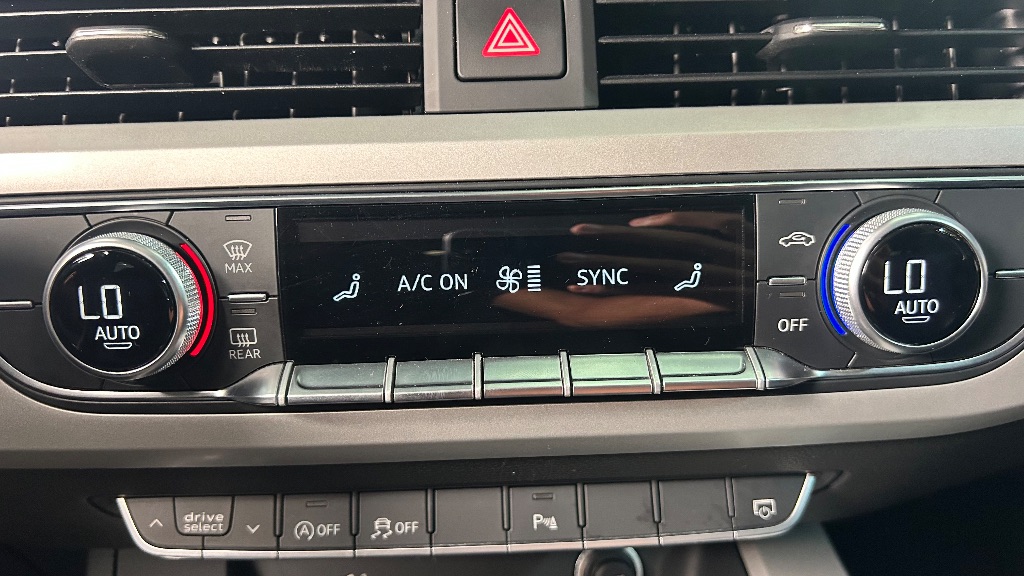 MAX
LO
AUTO
A/C ON
SYNC
LO
AUTO
REAR
OFF
drive
select
A OFF
OFF
P